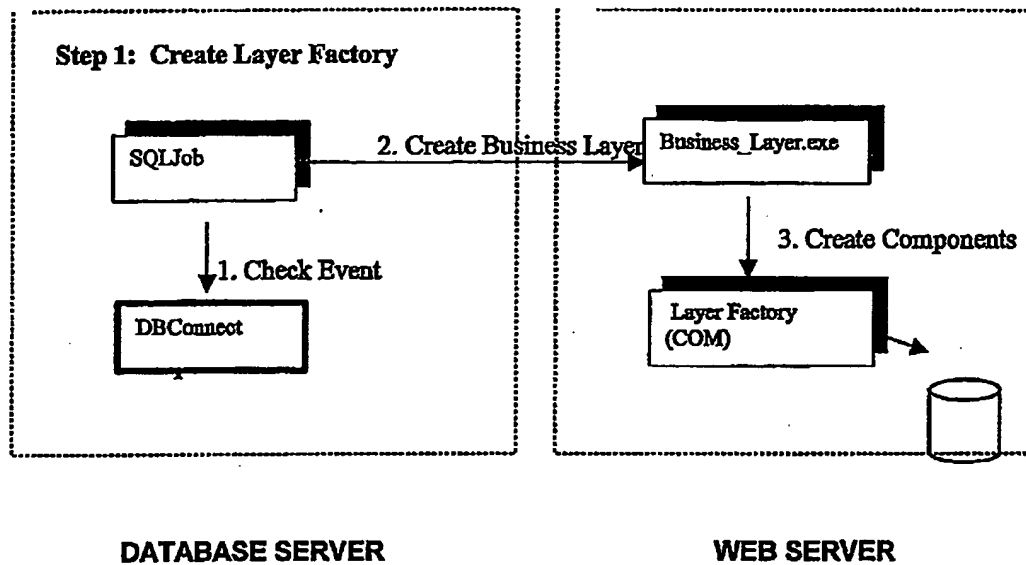 Step 1: Create Layer Factory
SQLJob
2. Create Business Layer
Business_Layer.exe
1. Check Event
3. Create Components
DBConnect
Layer Factory
(COM)
DATABASE SERVER
WEB SERVER